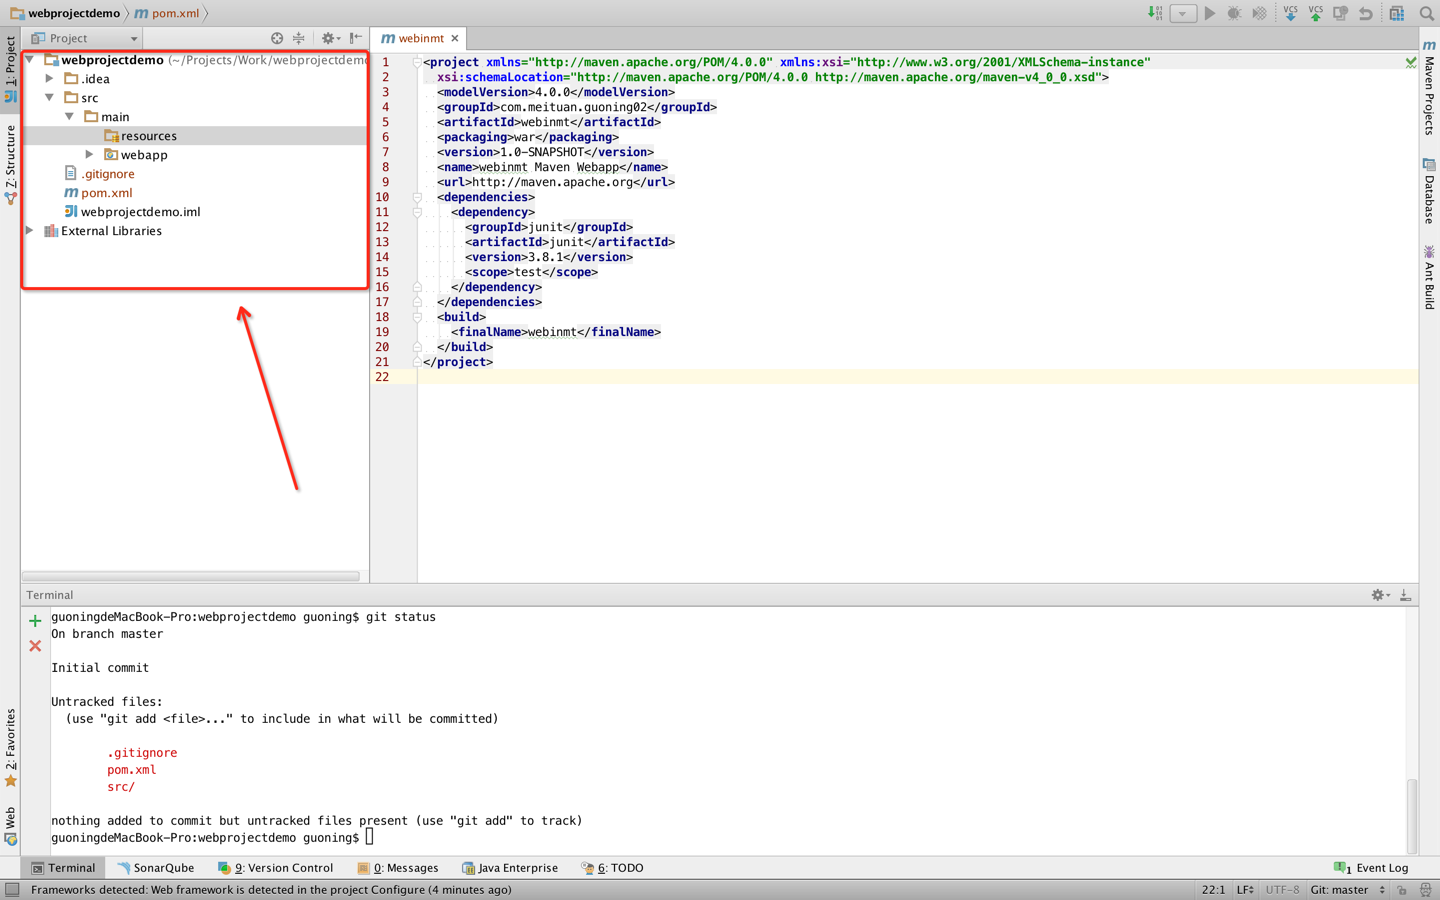 webprojectdemo pom.xml
Project
webinmt
1: Project
Z: Structure
2: Favorites
Web
webprojectdemo (~/Projects/Work/webprojectdemo
.idea
src
main
resources
webapp
.gitignore
pom.xml
webprojectdemo.iml
External Libraries
1 <project xmlns="http://maven.apache.org/POM/4.0.0" xmlns:xsi="http://www.w3.org/2001/XMLSchema-instance"
2 xsi:schemaLocation="http://maven.apache.org/POM/4.0.0 http://maven.apache.org/maven-v4_0_0.xsd">
3 <modelVersion>4.0.0</modelVersion>
4 <groupId>com.meituan.guoning02</groupId>
5 <artifactId>webinmt</artifactId>
6 <packaging>war</packaging>
7 <version>1.0-SNAPSHOT</version>
8 <name>webinmt Maven Webapp</name>
9 <url>http://maven.apache.org</url>
10 <dependencies>
11 <dependency>
12 <groupId>junit</groupId>
13 <artifactId>junit</artifactId>
14 <version>3.8.1</version>
15 <scope>test</scope>
16 </dependency>
17 </dependencies>
18 <build>
19 <finalName>webinmt</finalName>
20 </build>
21 </project>
22
VCS VCS
Maven Projects
Database
Ant Build
Terminal
guoningdeMacBook-Pro:webprojectdemo guoning$ git status
On branch master
Initial commit
Untracked files:
(use "git add <file>..." to include in what will be committed)
.gitignore
pom.xml
src/
nothing added to commit but untracked files present (use "git add" to track)
guoningdeMacBook-Pro:webprojectdemo guoning$
Terminal SonarQube 9: Version Control 0: Messages Java Enterprise 6: TODO 1 Event Log
Frameworks detected: Web framework is detected in the project Configure (4 minutes ago) 22:1 LF UTF-8 Git: master